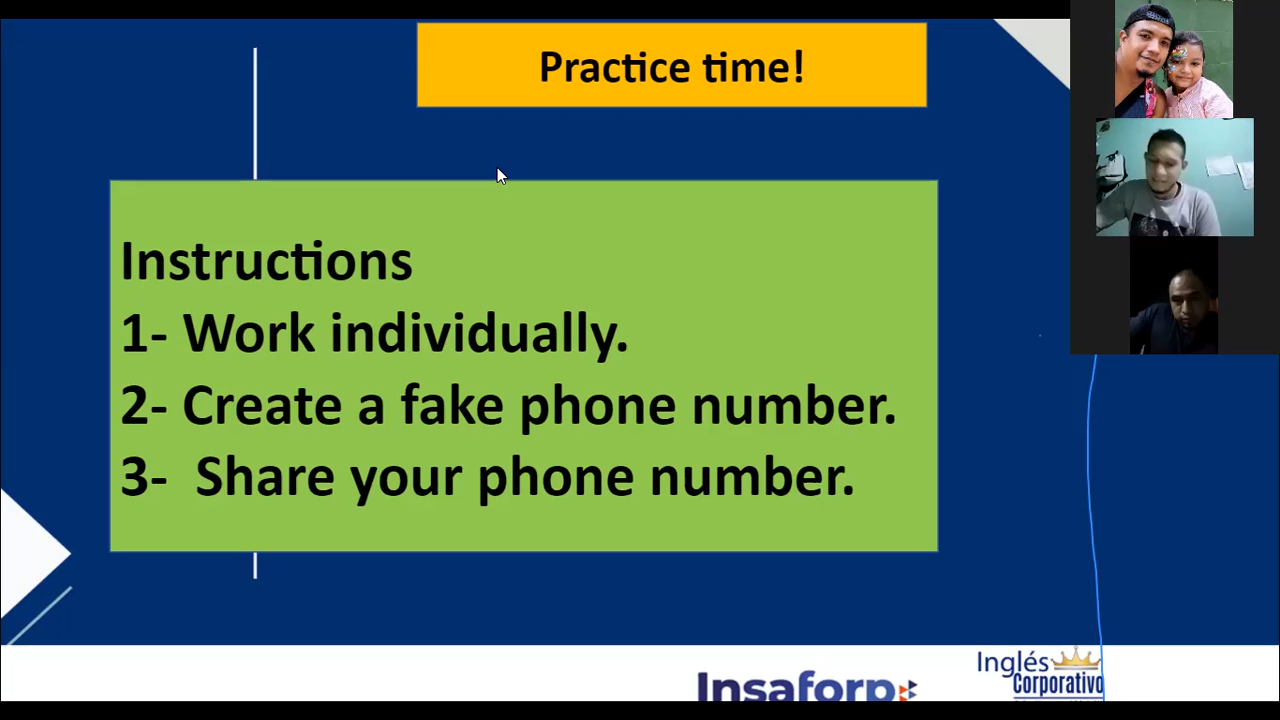 Practice time!
Instructions
1- Work individually.
2- Create a fake phone number.
3- Share your phone number.
Insaforp
Inglés
Corporativo